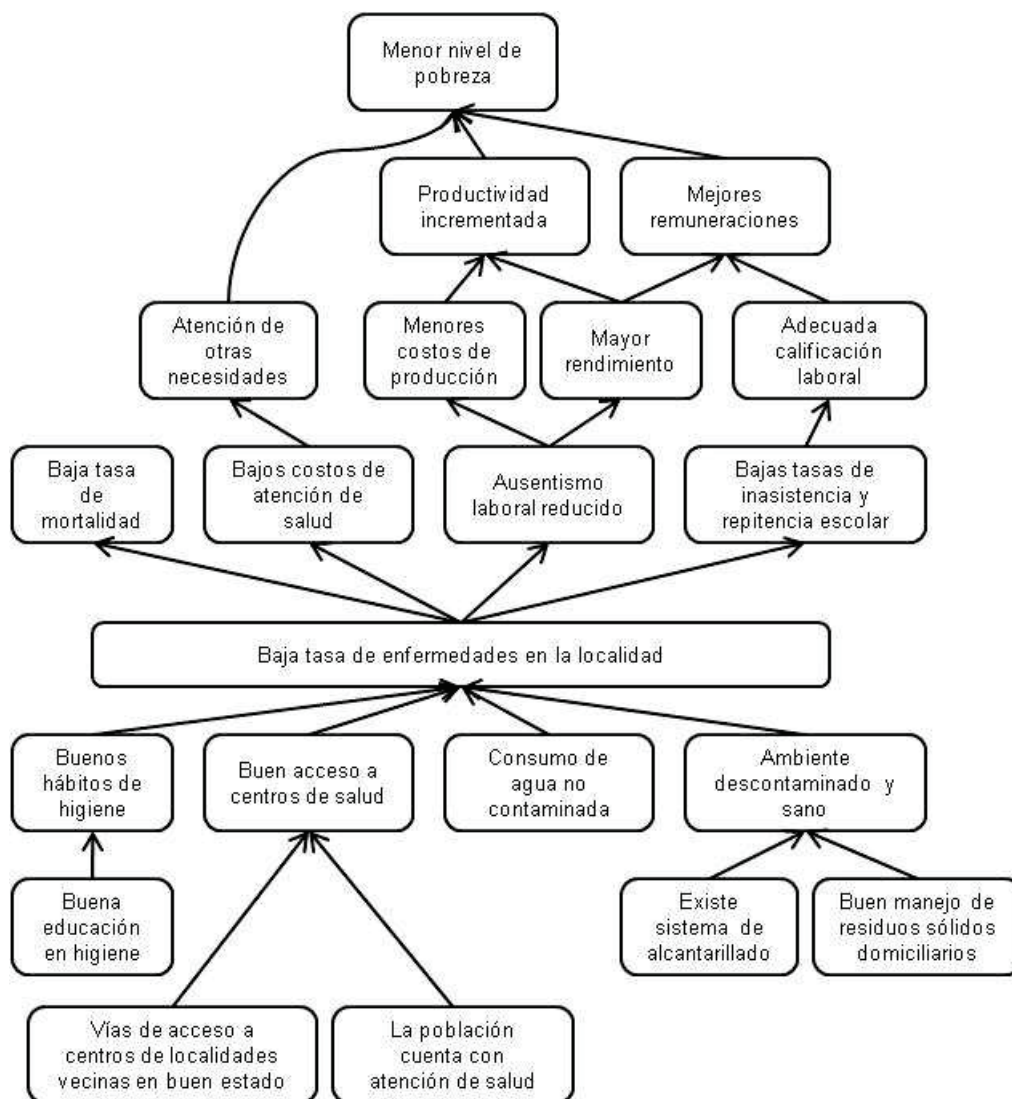 Menor nivel de
pobreza
Productividad
incrementada
Mejores
remuneraciones
Atención de
otras
necesidades
Menores
costos de
producción
Mayor
rendimiento
Adecuada
calificación
laboral
Baja tasa
de
mortalidad
Bajos costos de
atención de
salud
Ausentismo
laboral reducido
Bajas tasas de
inasistencia y
repitencia escolar
Baja tasa de enfermedades en la localidad
Buenos
hábitos de
higiene
Buen acceso a
centros de salud
Consumo de
agua no
contaminada
Ambiente
descontaminado y
sano
Buena
educación
en higiene
Existe
sistema de
alcantarillado
Buen manejo de
residuos sólidos
domiciliarios
Vías de acceso a
centros de localidades
vecinas en buen estado
La población
cuenta con
atención de salud